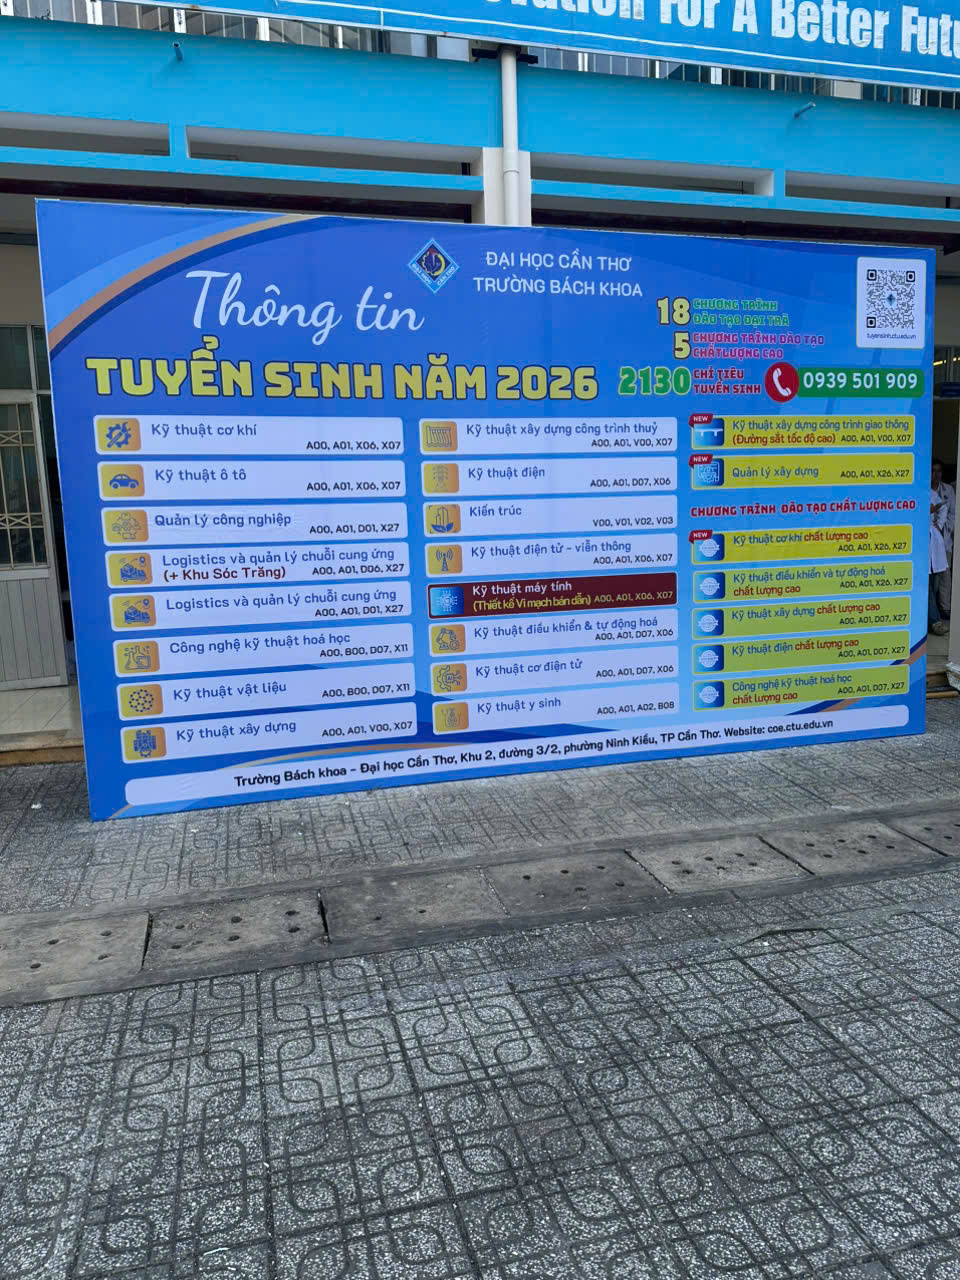 ovation For A Better Futu
ĐẠI HỌC CẦN THƠ
TRƯỜNG BÁCH KHOA
ĐẠI HỌC CẦN THƠ
Thông tin
TUYỂN SINH NĂM 2026
18 CHƯƠNG TRÌNH
ĐÀO TẠO ĐẠI TRÀ
5 CHƯƠNG TRÌNH ĐÀO TẠO
CHẤT LƯỢNG CAO
2130 CHỈ TIÊU
TUYỂN SINH
0939 501 909
tuyensinh.ctu.edu.vn
Kỹ thuật cơ khí
A00, A01, X06, X07
Kỹ thuật ô tô
A00, A01, X06, X07
Quản lý công nghiệp
A00, A01, D01, X27
Logistics và quản lý chuỗi cung ứng
(+ Khu Sóc Trăng) A00, A01, D06, X27
Logistics và quản lý chuỗi cung ứng
A00, A01, D01, X27
Công nghệ kỹ thuật hoá học
A00, B00, D07, X11
Kỹ thuật vật liệu
A00, B00, D07, X11
Kỹ thuật xây dựng
A00, A01, V00, X07
Kỹ thuật xây dựng công trình thuỷ
A00, A01, V00, X07
Kỹ thuật điện
A00, A01, D07, X06
Kiến trúc
V00, V01, V02, V03
Kỹ thuật điện tử - viễn thông
A00, A01, X06, X07
Kỹ thuật máy tính
(Thiết kế Vi mạch bán dẫn) A00, A01, X06, X07
Kỹ thuật điều khiển & tự động hoá
A00, A01, D07, X06
Kỹ thuật cơ điện tử
A00, A01, D07, X06
Kỹ thuật y sinh
A00, A01, A02, B08
NEW
Kỹ thuật xây dựng công trình giao thông
(Đường sắt tốc độ cao) A00, A01, V00, X07
NEW
Quản lý xây dựng
A00, A01, X26, X27
CHƯƠNG TRÌNH ĐÀO TẠO CHẤT LƯỢNG CAO
NEW
Kỹ thuật cơ khí chất lượng cao
A00, A01, X26, X27
Kỹ thuật điều khiển và tự động hoá
chất lượng cao A00, A01, X26, X27
Kỹ thuật xây dựng chất lượng cao
A00, A01, D07, X27
Kỹ thuật điện chất lượng cao
A00, A01, D07, X27
Công nghệ kỹ thuật hoá học
chất lượng cao A00, A01, D07, X27
Trường Bách khoa - Đại học Cần Thơ, Khu 2, đường 3/2, phường Ninh Kiều, TP Cần Thơ. Website: coe.ctu.edu.vn